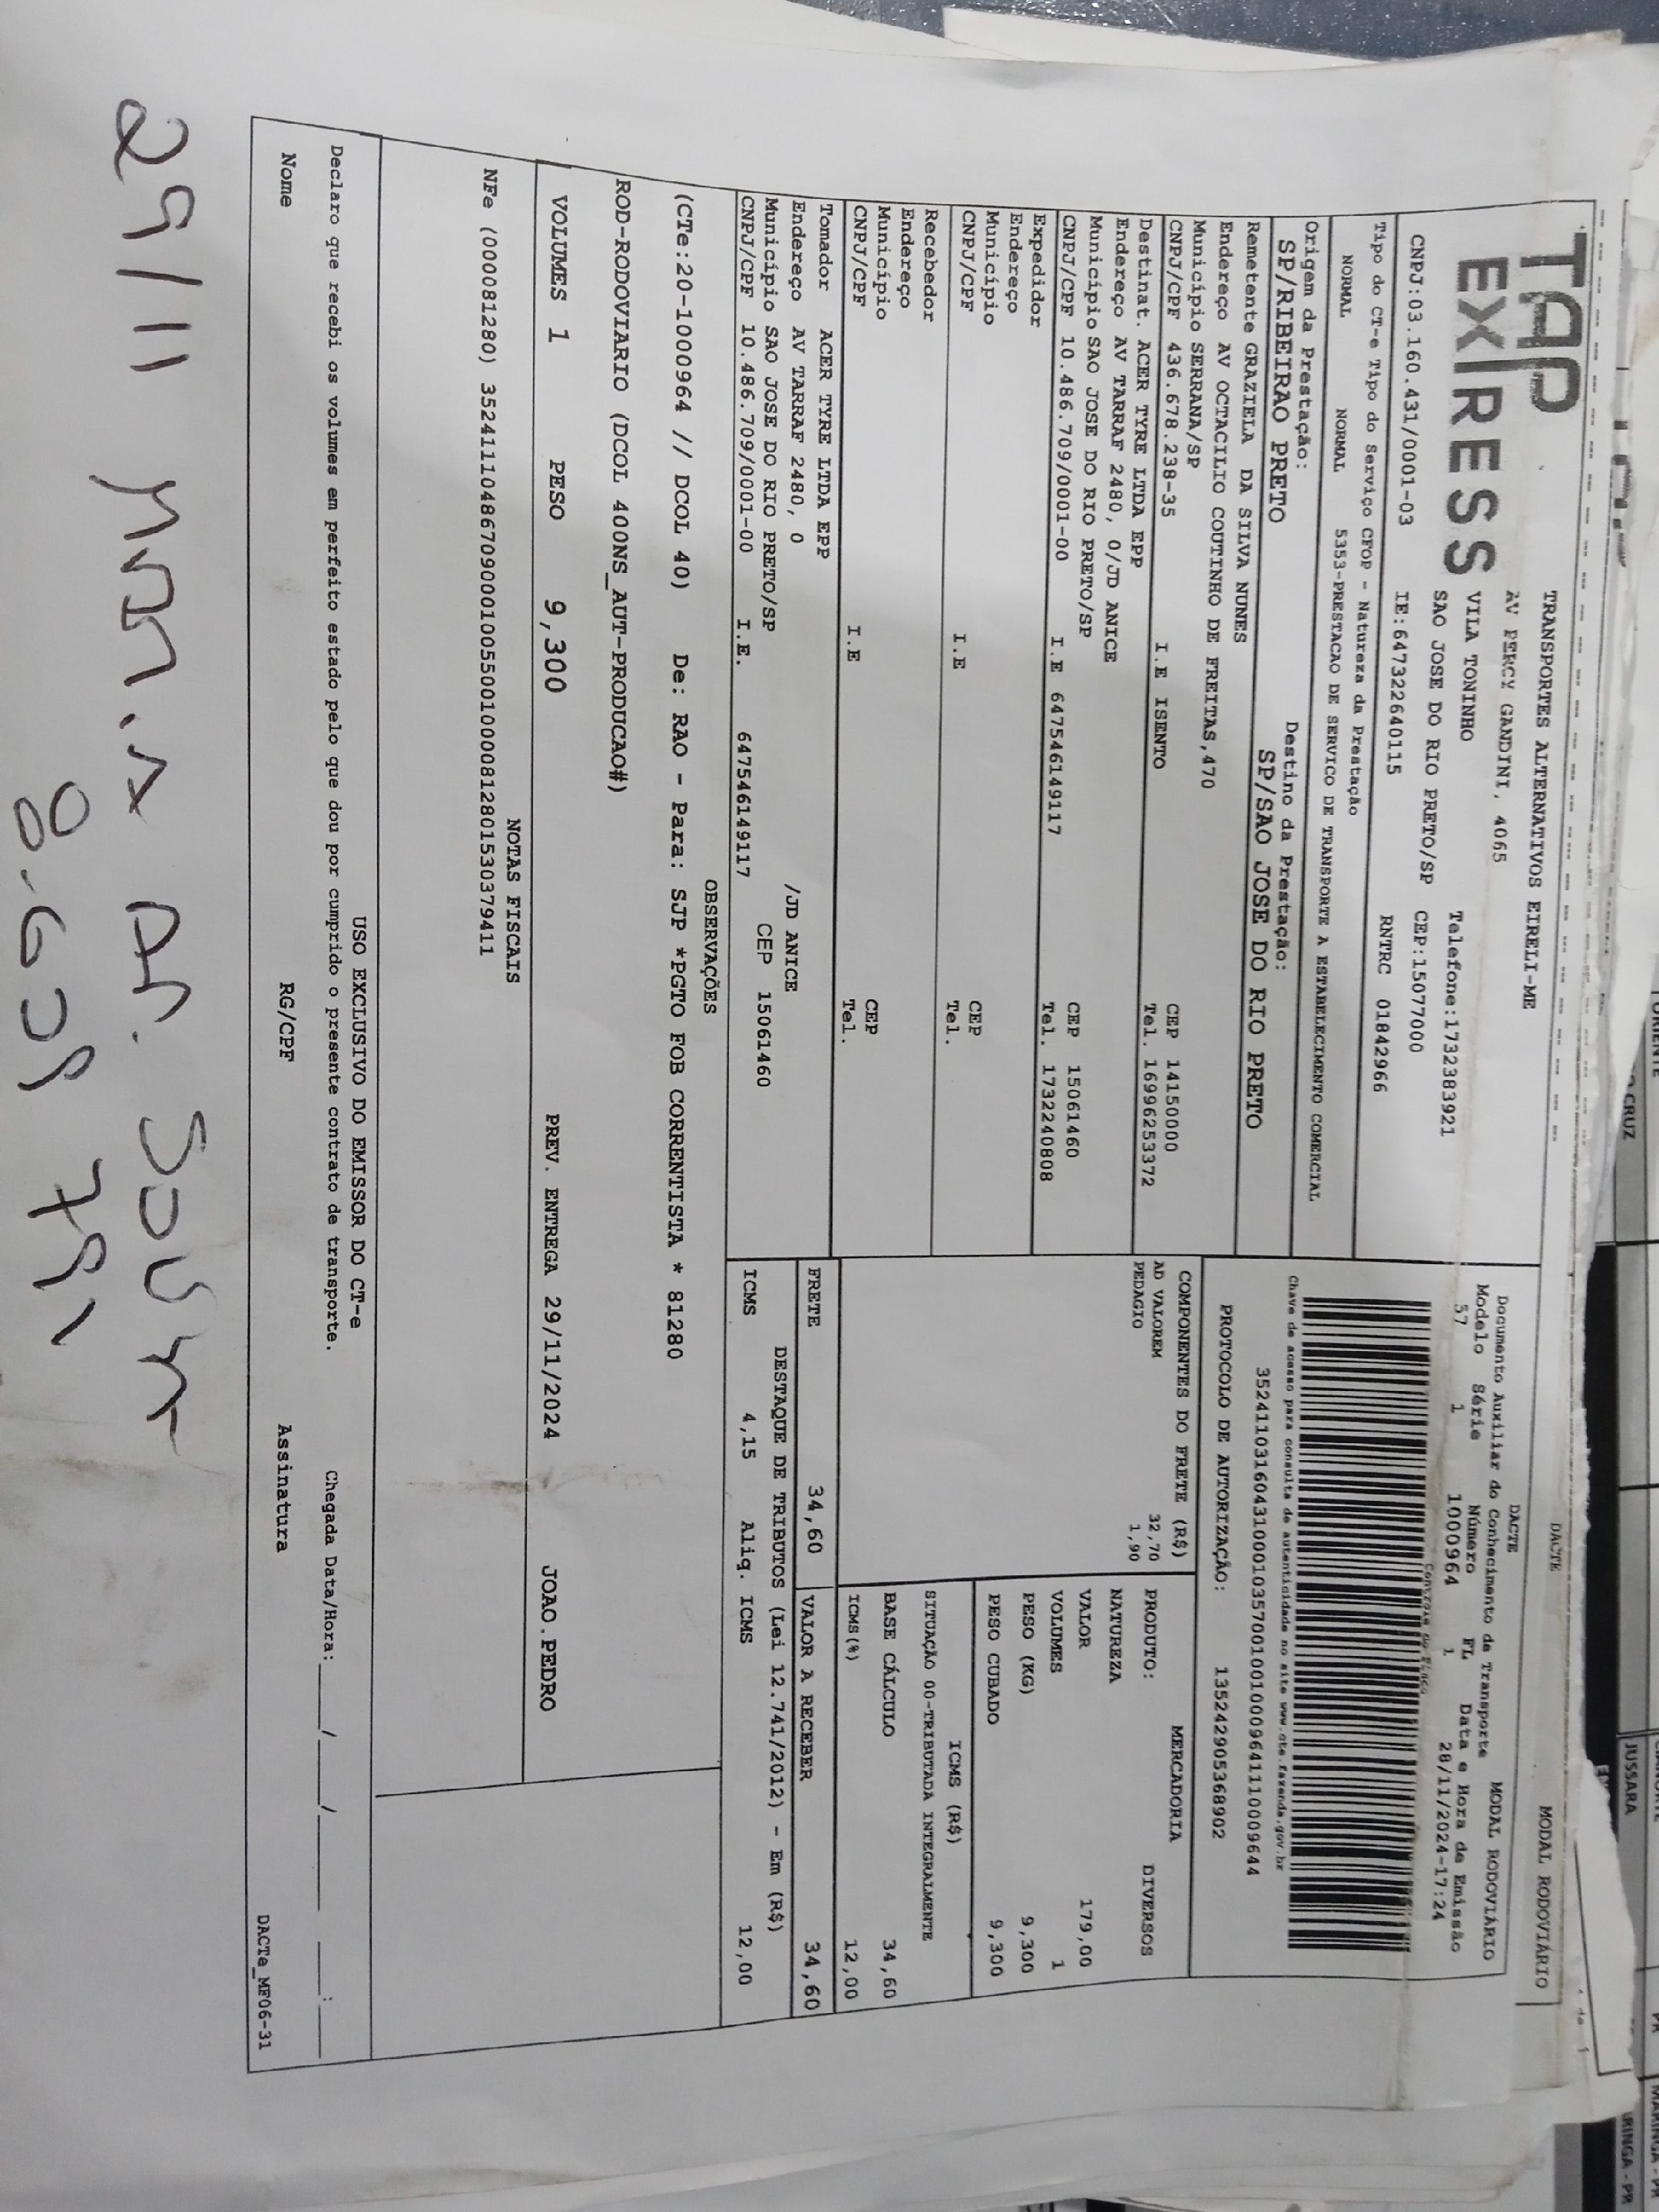 DACTE MODAL RODOVIÁRIO
TAP
EXPRESS
TRANSPORTES ALTERNATIVOS EIRELI-ME
AV PERCY GANDINI, 4065
VILA TONINHO Telefone:1732383921
SAO JOSE DO RIO PRETO/SP CEP:15077000
CNPJ:03.160.431/0001-03 IE:647322640115 RNTRC 01842966
DACTE MODAL RODOVIÁRIO
Documento Auxiliar do Conhecimento de Transporte
Modelo Série Número FL Data e Hora de Emissão
57 1 1000964 1 28/11/2024-17:24
Controle do Fisco
Chave de acesso para consulta de autenticidade no site www.cte.fazenda.gov.br
35241103160431000103570010010009641110009644
PROTOCOLO DE AUTORIZAÇÃO: 135242905368902
Tipo do CT-e Tipo do Serviço CFOP - Natureza da Prestação
NORMAL NORMAL 5353-PRESTACAO DE SERVICO DE TRANSPORTE A ESTABELECIMENTO COMERCIAL
Origem da Prestação: Destino da Prestação:
SP/RIBEIRAO PRETO SP/SAO JOSE DO RIO PRETO
Remetente GRAZIELA DA SILVA NUNES
Endereço AV OCTACILIO COUTINHO DE FREITAS,470
Município SERRANA/SP CEP 14150000
CNPJ/CPF 436.678.238-35 I.E ISENTO Tel. 16996253372
Destinat. ACER TYRE LTDA EPP
Endereço AV TARRAF 2480, 0/JD ANICE
Município SAO JOSE DO RIO PRETO/SP CEP 15061460
CNPJ/CPF 10.486.709/0001-00 I.E 647546149117 Tel. 1732240808
Expedidor
Endereço
Município CEP
CNPJ/CPF I.E Tel.
Recebedor
Endereço
Município CEP
CNPJ/CPF I.E Tel.
Tomador ACER TYRE LTDA EPP
Endereço AV TARRAF 2480, 0 /JD ANICE
Município SAO JOSE DO RIO PRETO/SP CEP 15061460
CNPJ/CPF 10.486.709/0001-00 I.E. 647546149117
COMPONENTES DO FRETE (R$)
AD VALOREM 32,70
PEDAGIO 1,90
MERCADORIA
PRODUTO: DIVERSOS
NATUREZA
VALOR 179,00
VOLUMES 1
PESO (KG) 9,300
PESO CUBADO 9,300
ICMS (R$)
SITUAÇÃO 00-TRIBUTADA INTEGRALMENTE
BASE CÁLCULO 34,60
ICMS(%) 12,00
FRETE 34,60 VALOR A RECEBER 34,60
DESTAQUE DE TRIBUTOS (Lei 12.741/2012) - Em (R$)
ICMS 4,15 Aliq. ICMS 12,00
OBSERVAÇÕES
(CTe:20-1000964 // DCOL 40) De: RAO - Para: SJP *PGTO FOB CORRENTISTA * 81280
ROD-RODOVIARIO (DCOL 400NS_AUT-PRODUCAO#)
VOLUMES 1 PESO 9,300 PREV. ENTREGA 29/11/2024 JOAO.PEDRO
NOTAS FISCAIS
NFe (000081280) 35241110486709000100550010000812801530379411
USO EXCLUSIVO DO EMISSOR DO CT-e
Declaro que recebi os volumes em perfeito estado pelo que dou por cumprido o presente contrato de transporte. Chegada Data/Hora:____/____/______ ____:____
Nome RG/CPF Assinatura
DACTe_MF06-31
29/11
JUSSARA